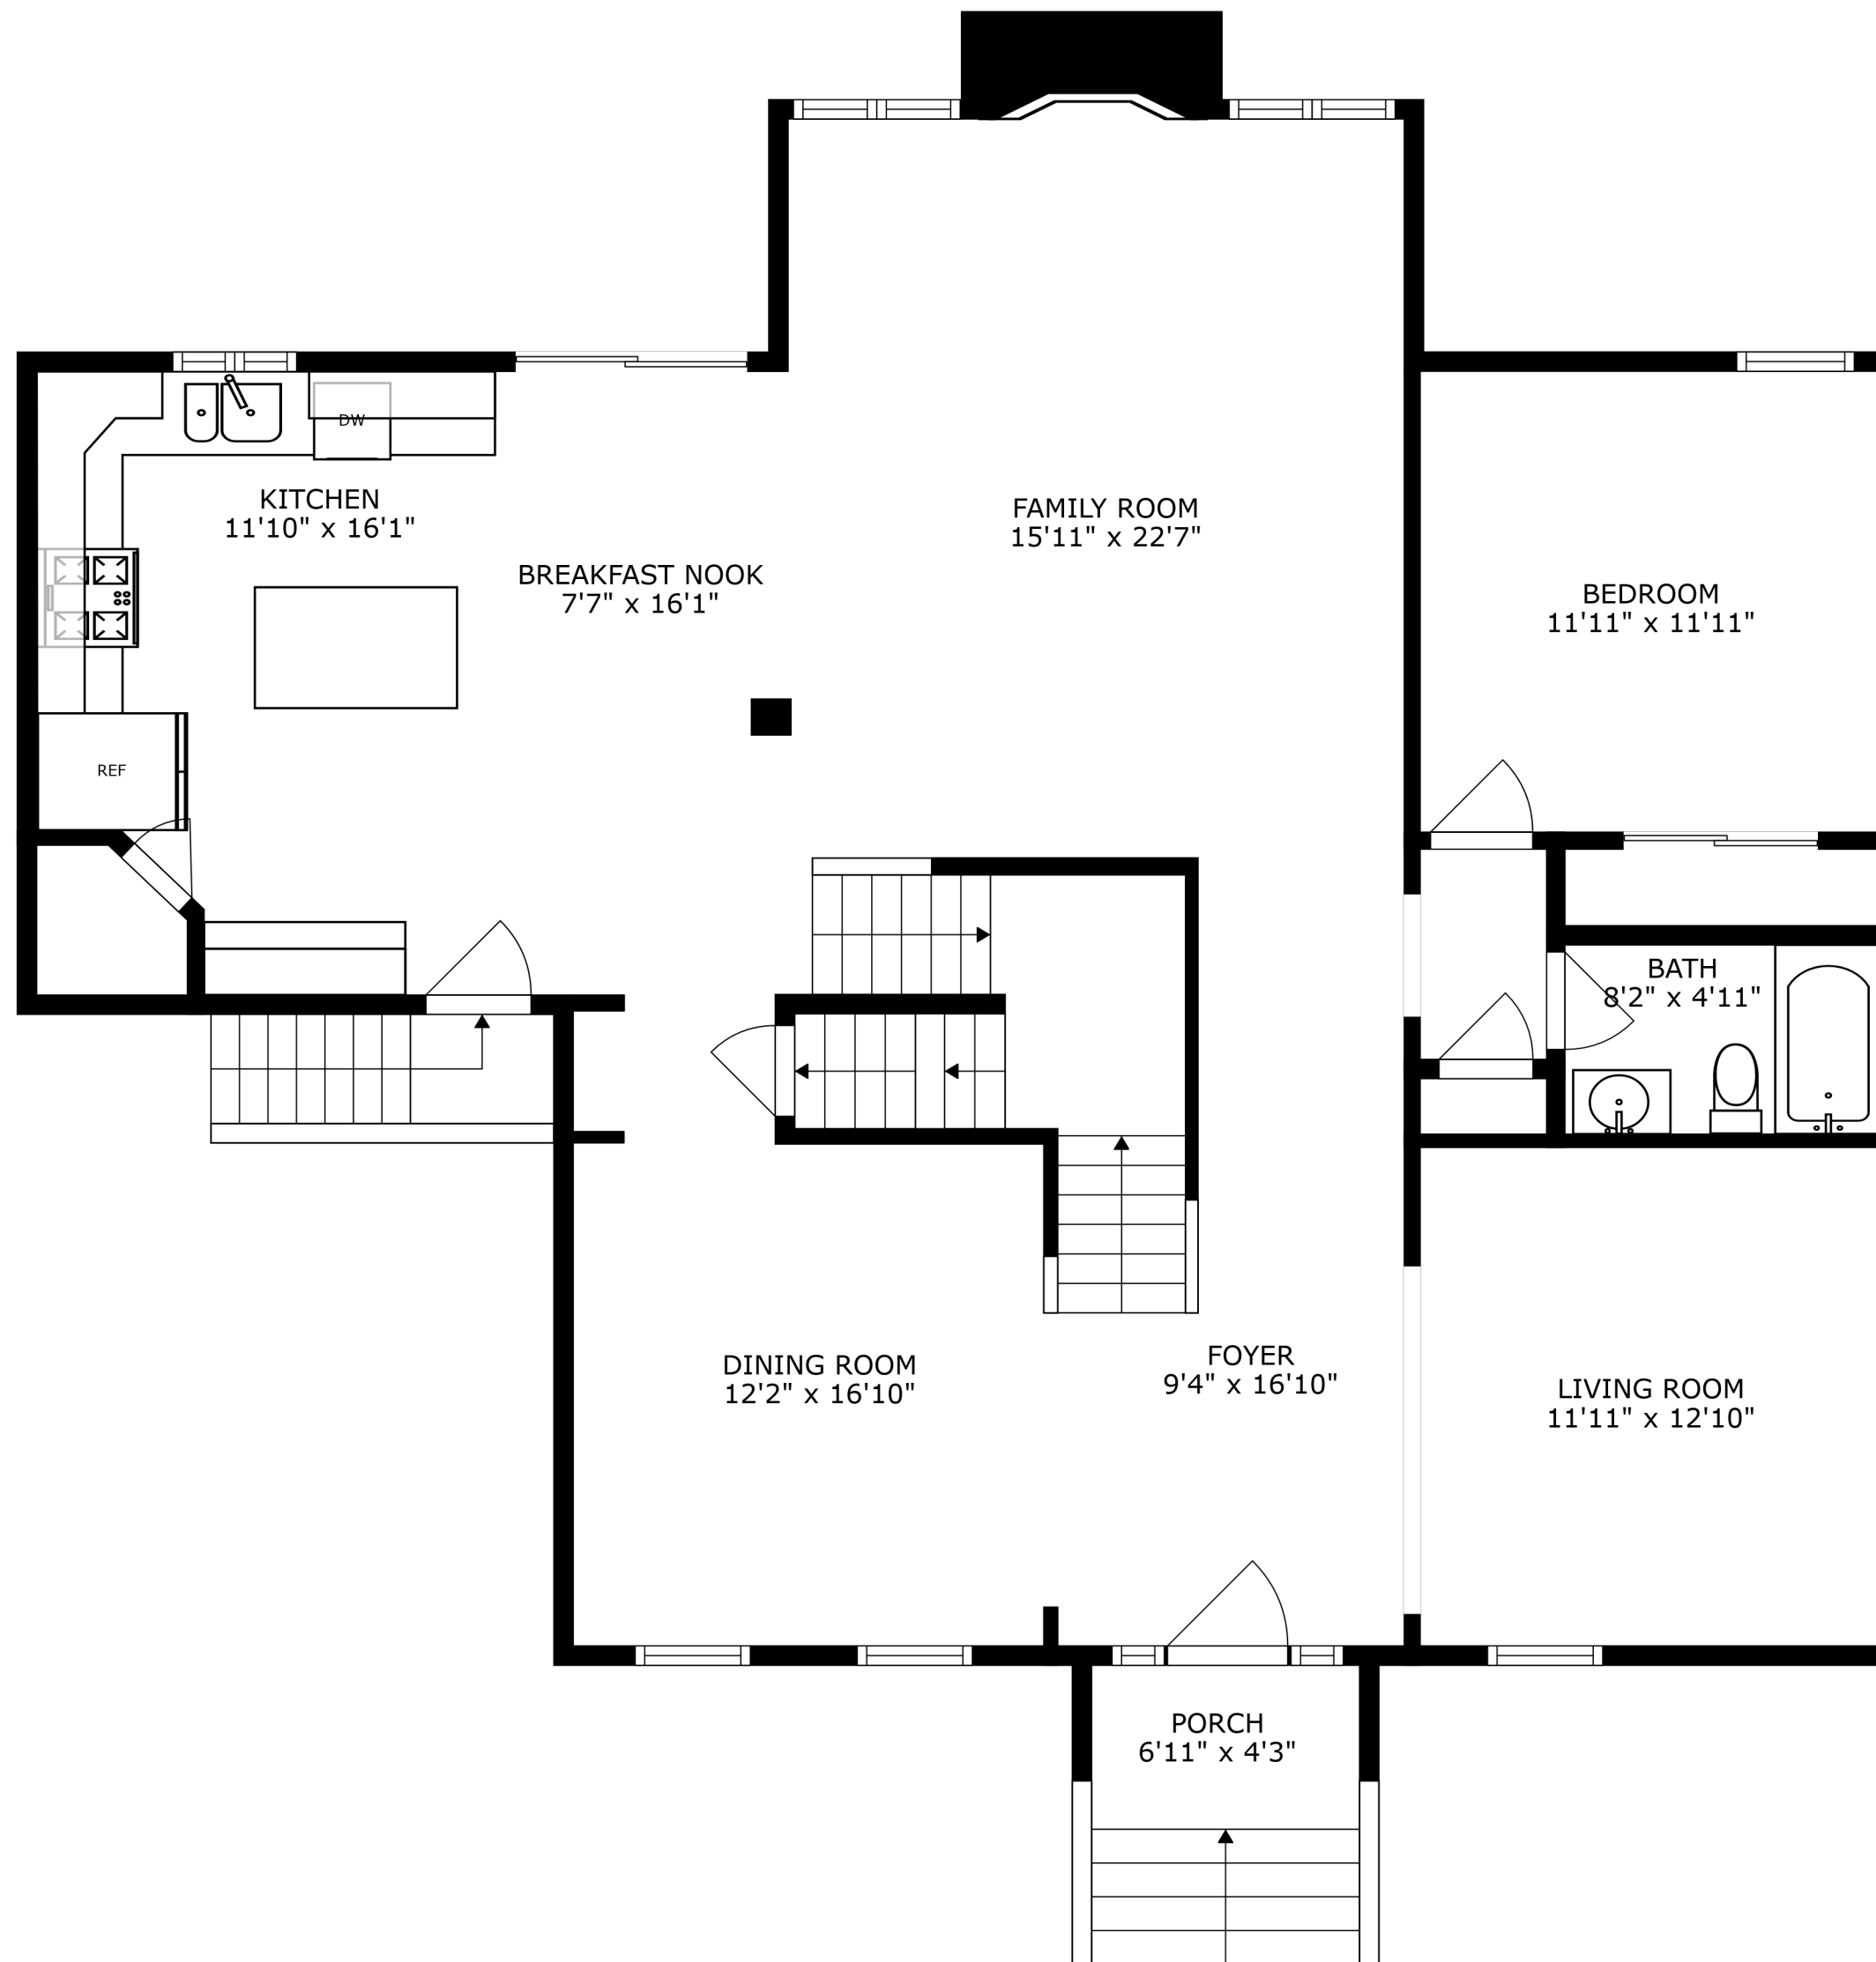 DW
KITCHEN
11'10" x 16'1"
FAMILY ROOM
15'11" x 22'7"
BREAKFAST NOOK
7'7" x 16'1"
BEDROOM
11'11" x 11'11"
REF
BATH
8'2" x 4'11"
DINING ROOM
12'2" x 16'10"
FOYER
9'4" x 16'10"
LIVING ROOM
11'11" x 12'10"
PORCH
6'11" x 4'3"